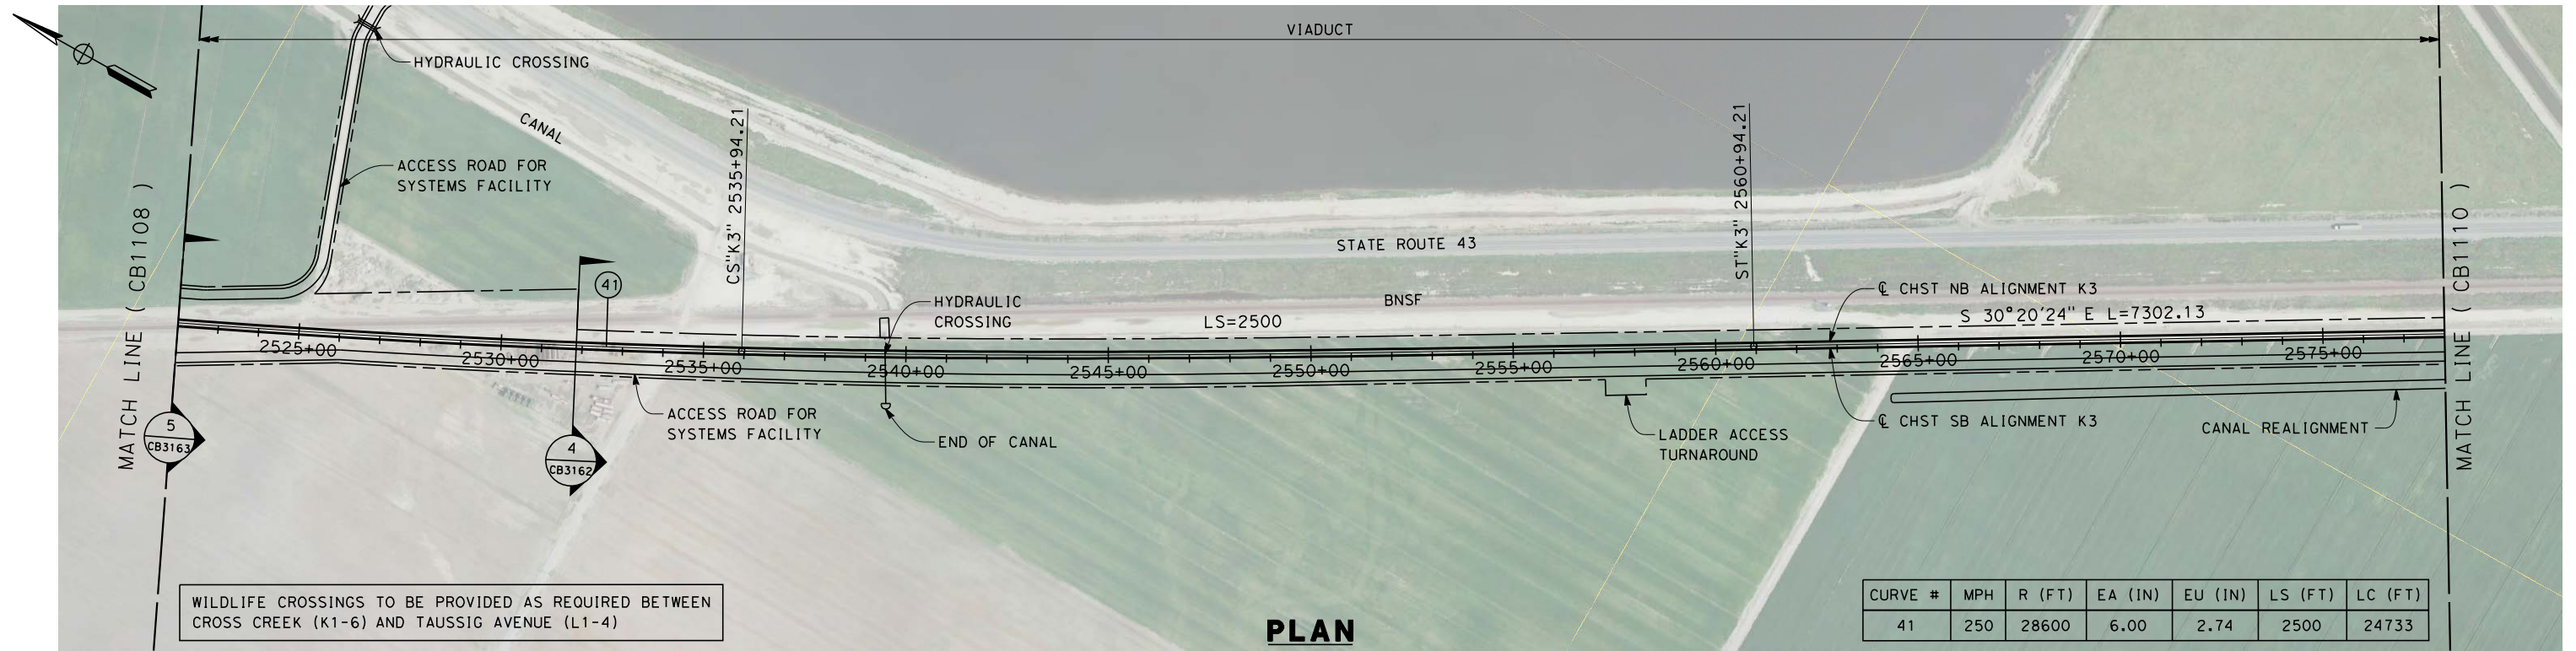 VIADUCT
HYDRAULIC CROSSING
CANAL
ACCESS ROAD FOR
SYSTEMS FACILITY
MATCH LINE ( CB1108 )
CS"K3" 2535+94.21
ST"K3" 2560+94.21
MATCH LINE ( CB1110 )
STATE ROUTE 43
41
HYDRAULIC
CROSSING
BNSF
LS=2500
℄ CHST NB ALIGNMENT K3
S 30°20'24" E L=7302.13
2525+00
2530+00
2535+00
2540+00
2545+00
2550+00
2555+00
2560+00
2565+00
2570+00
2575+00
ACCESS ROAD FOR
SYSTEMS FACILITY
END OF CANAL
LADDER ACCESS
TURNAROUND
℄ CHST SB ALIGNMENT K3
CANAL REALIGNMENT
5
CB3163
4
CB3162
WILDLIFE CROSSINGS TO BE PROVIDED AS REQUIRED BETWEEN
CROSS CREEK (K1-6) AND TAUSSIG AVENUE (L1-4)
PLAN
CURVE # MPH R (FT) EA (IN) EU (IN) LS (FT) LC (FT)
41 250 28600 6.00 2.74 2500 24733